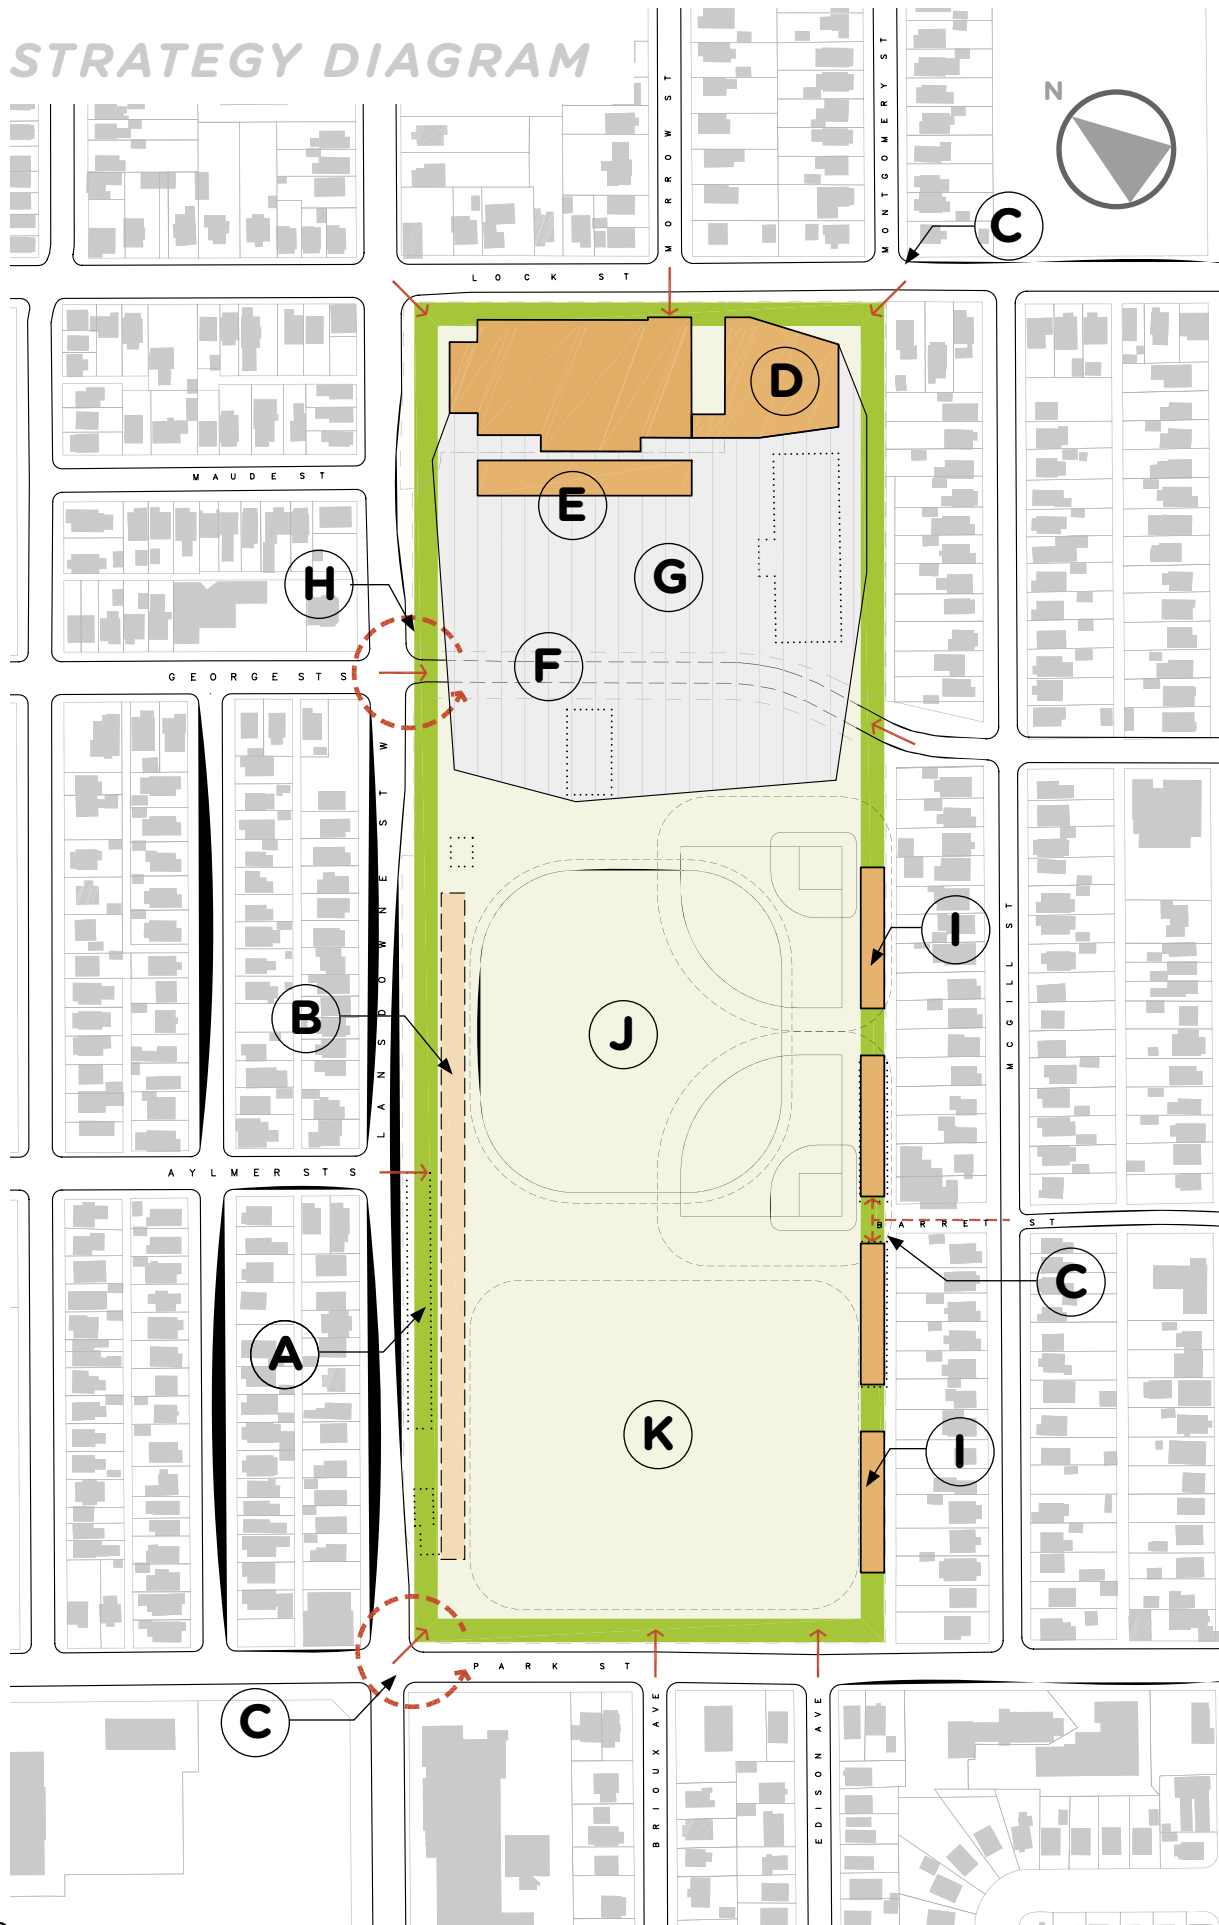 STRATEGY DIAGRAM
MORROW ST
MONTGOMERY ST
N
C
LOCK ST
D
MAUDE ST
E
H
G
F
GEORGE ST S
LANSDOWNE ST W
I
MCGILL ST
B
J
AYLMER ST S
BARRET ST
C
A
K
I
PARK ST
C
BRIOUX AVE
EDISON AVE